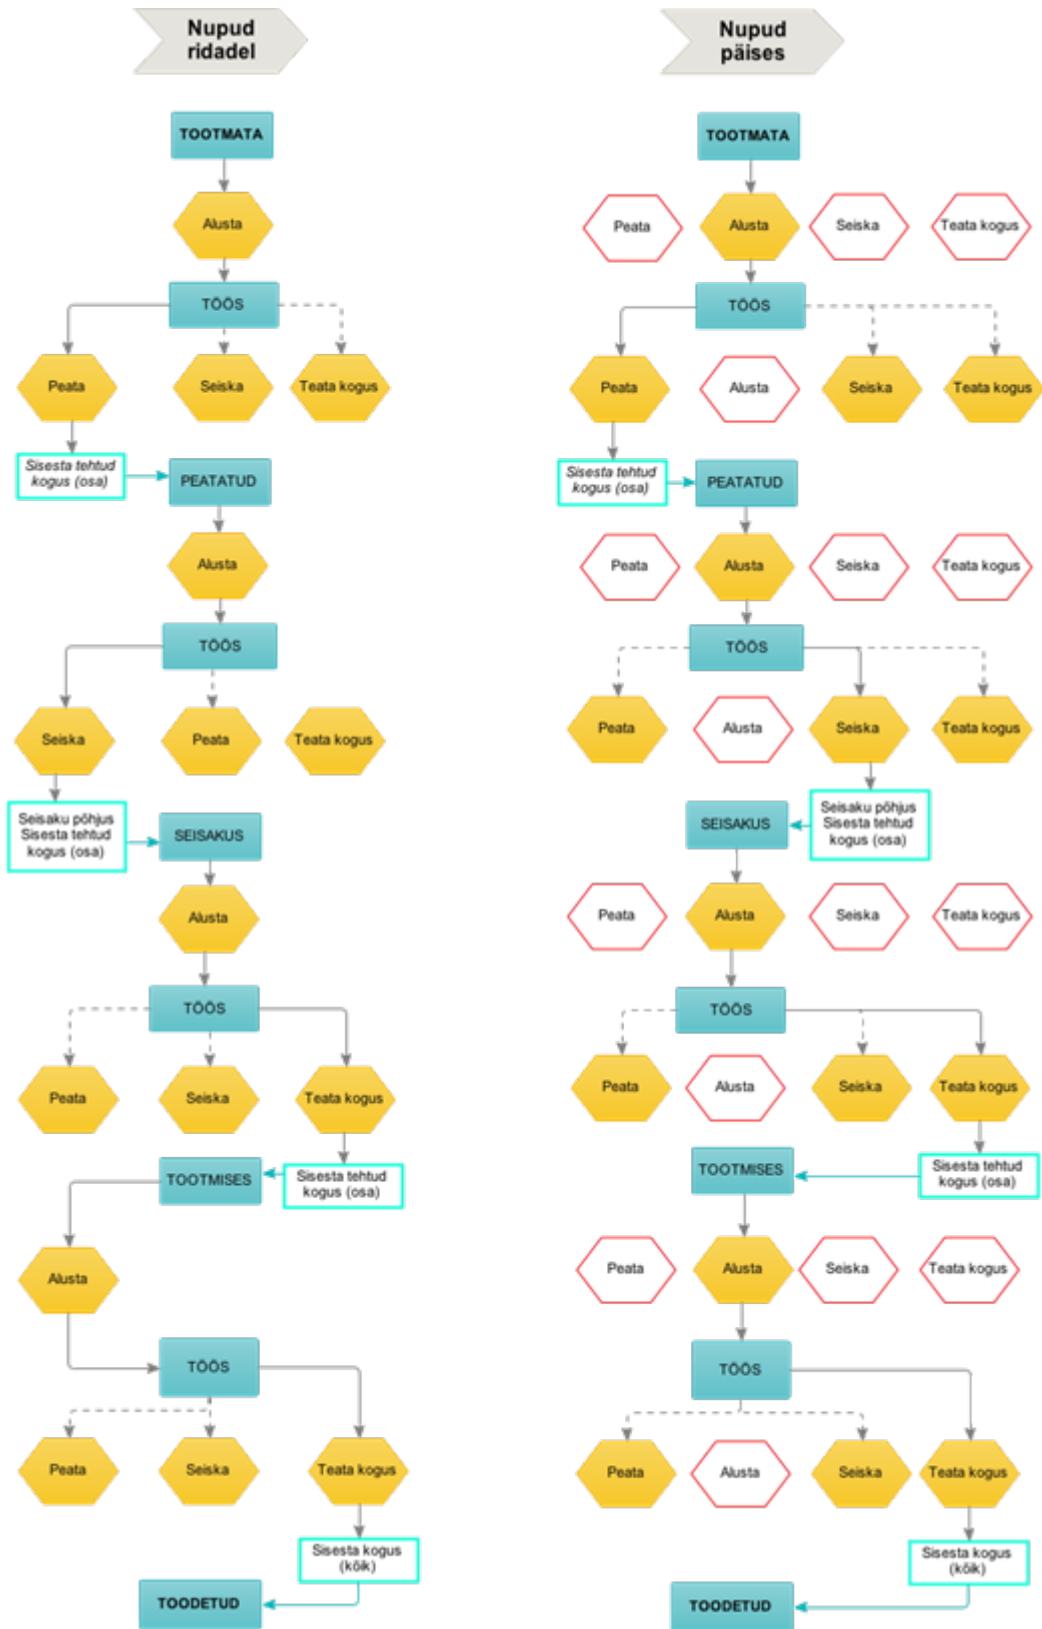 Nupud
ridadel
TOOTMATA
Alusta
TÖÖS
Peata
Seiska
Teata kogus
Sisesta tehtud
kogus (osa)
PEATATUD
Alusta
TÖÖS
Seiska
Peata
Teata kogus
Seisaku põhjus
Sisesta tehtud
kogus (osa)
SEISAKUS
Alusta
TÖÖS
Peata
Seiska
Teata kogus
TOOTMISES
Sisesta tehtud
kogus (osa)
Alusta
TÖÖS
Peata
Seiska
Teata kogus
Sisesta kogus
(kõik)
TOODETUD
Nupud
päises
TOOTMATA
Peata
Alusta
Seiska
Teata kogus
TÖÖS
Peata
Alusta
Seiska
Teata kogus
Sisesta tehtud
kogus (osa)
PEATATUD
Peata
Alusta
Seiska
Teata kogus
TÖÖS
Peata
Alusta
Seiska
Teata kogus
SEISAKUS
Seisaku põhjus
Sisesta tehtud
kogus (osa)
Peata
Alusta
Seiska
Teata kogus
TÖÖS
Peata
Alusta
Seiska
Teata kogus
TOOTMISES
Sisesta tehtud
kogus (osa)
Peata
Alusta
Seiska
Teata kogus
TÖÖS
Peata
Alusta
Seiska
Teata kogus
Sisesta kogus
(kõik)
TOODETUD